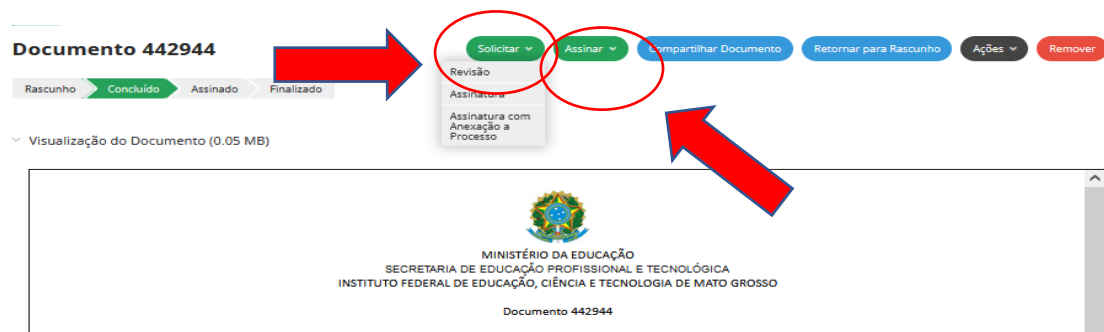 Documento 442944
Solicitar
Assinar
Compartilhar Documento
Retornar para Rascunho
Ações
Remover
Revisão
Assinatura
Assinatura com
Anexação a
Processo
Rascunho
Concluído
Assinado
Finalizado
Visualização do Documento (0.05 MB)
MINISTÉRIO DA EDUCAÇÃO
SECRETARIA DE EDUCAÇÃO PROFISSIONAL E TECNOLÓGICA
INSTITUTO FEDERAL DE EDUCAÇÃO, CIÊNCIA E TECNOLOGIA DE MATO GROSSO
Documento 442944